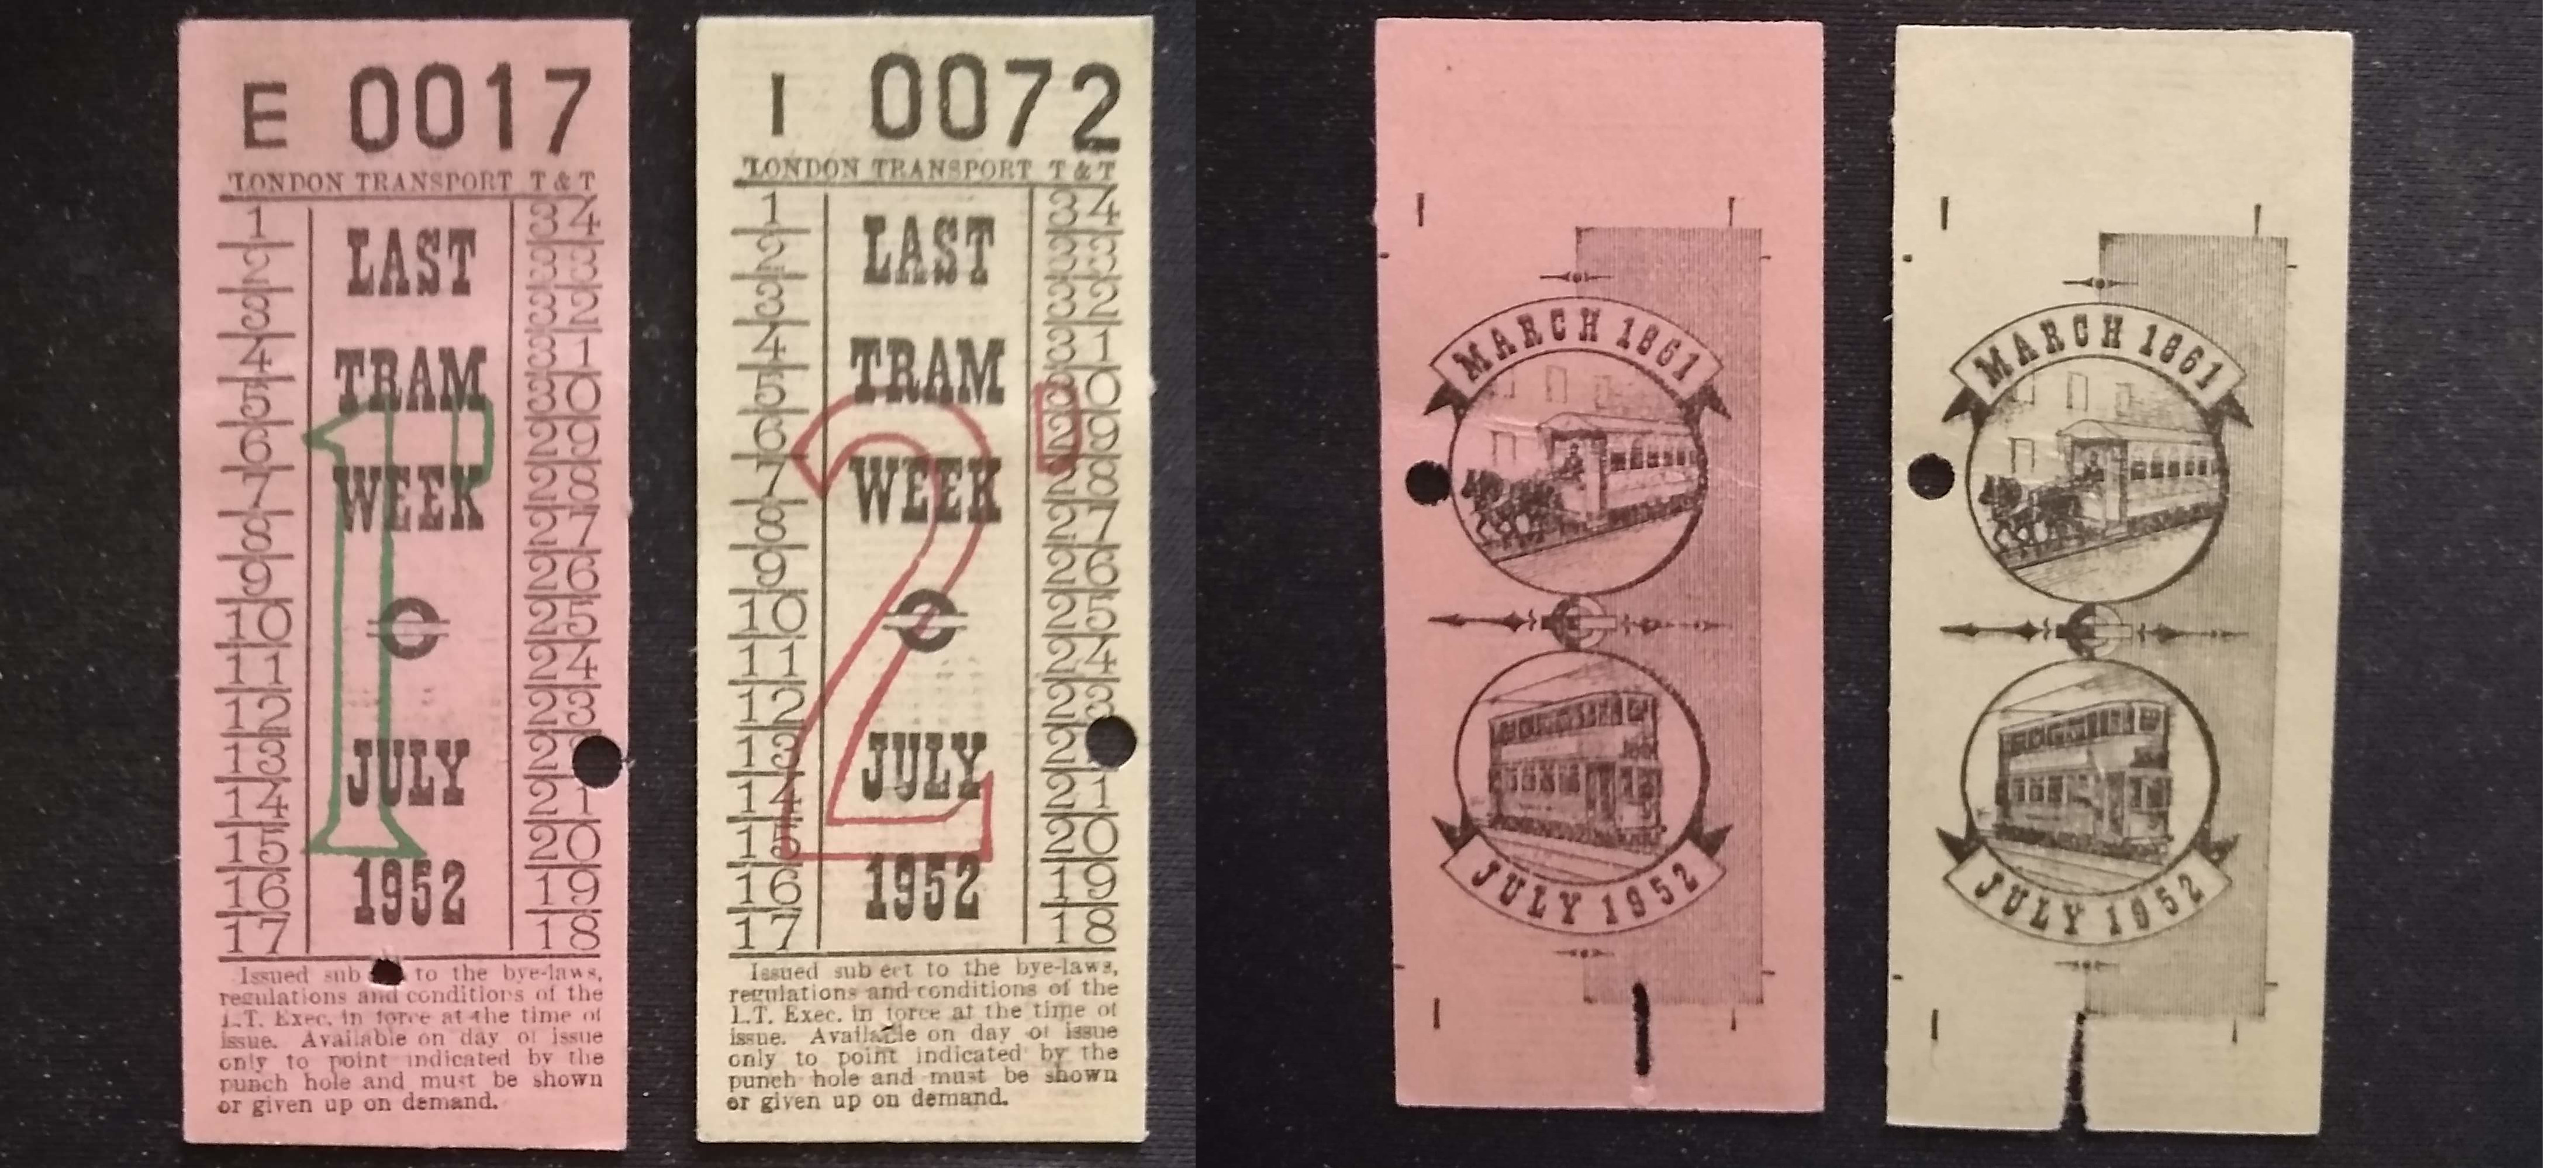 E 0017
LONDON TRANSPORT T & T
1
2
3
4
5
6
7
8
9
10
11
12
13
14
15
16
17
LAST
TRAM
WEEK
JULY
1952
1D
34
33
32
31
30
29
28
27
26
25
24
23
22
21
20
19
18
Issued sub to the bye-laws,
regulations and conditions of the
L.T. Exec. in force at the time of
issue. Available on day of issue
only to point indicated by the
punch hole and must be shown
or given up on demand.
I 0072
LONDON TRANSPORT T & T
1
2
3
4
5
6
7
8
9
10
11
12
13
14
15
16
17
LAST
TRAM
WEEK
JULY
1952
2D
34
33
32
31
30
29
28
27
26
25
24
23
22
21
20
19
18
Issued sub ect to the bye-laws,
regulations and conditions of the
L.T. Exec. in force at the time of
issue. Available on day of issue
only to point indicated by the
punch hole and must be shown
or given up on demand.
MARCH 1861
JULY 1952
MARCH 1861
JULY 1952